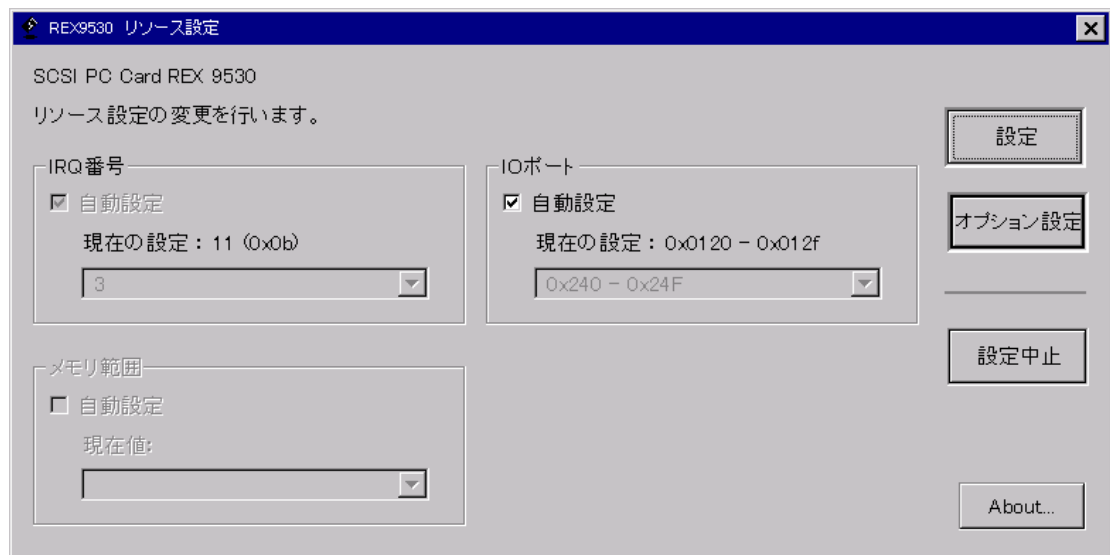 REX9530 リソース設定
SCSI PC Card REX 9530
リソース設定の変更を行います。
IRQ番号
自動設定
現在の設定：11 (0x0b)
3
IOポート
自動設定
現在の設定：0x0120 - 0x012f
0x240 - 0x24F
メモリ範囲
自動設定
現在値:
設定
オプション設定
設定中止
About...